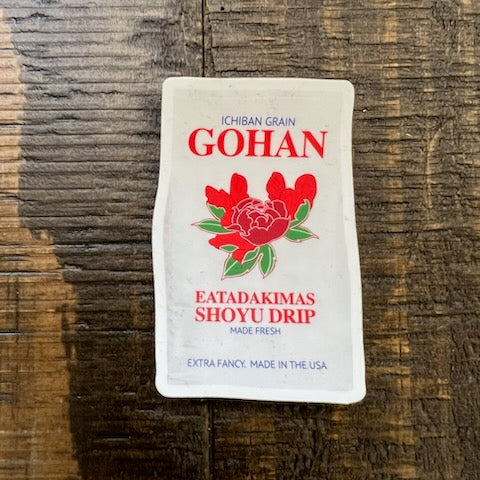 ICHIBAN GRAIN
GOHAN
EATADAKIMAS
SHOYU DRIP
MADE FRESH
EXTRA FANCY. MADE IN THE USA